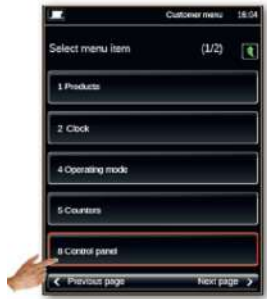 Customer menu 16:04
Select menu item (1/2)
1 Products
2 Clock
4 Operating mode
5 Counters
8 Control panel
Previous page Next page